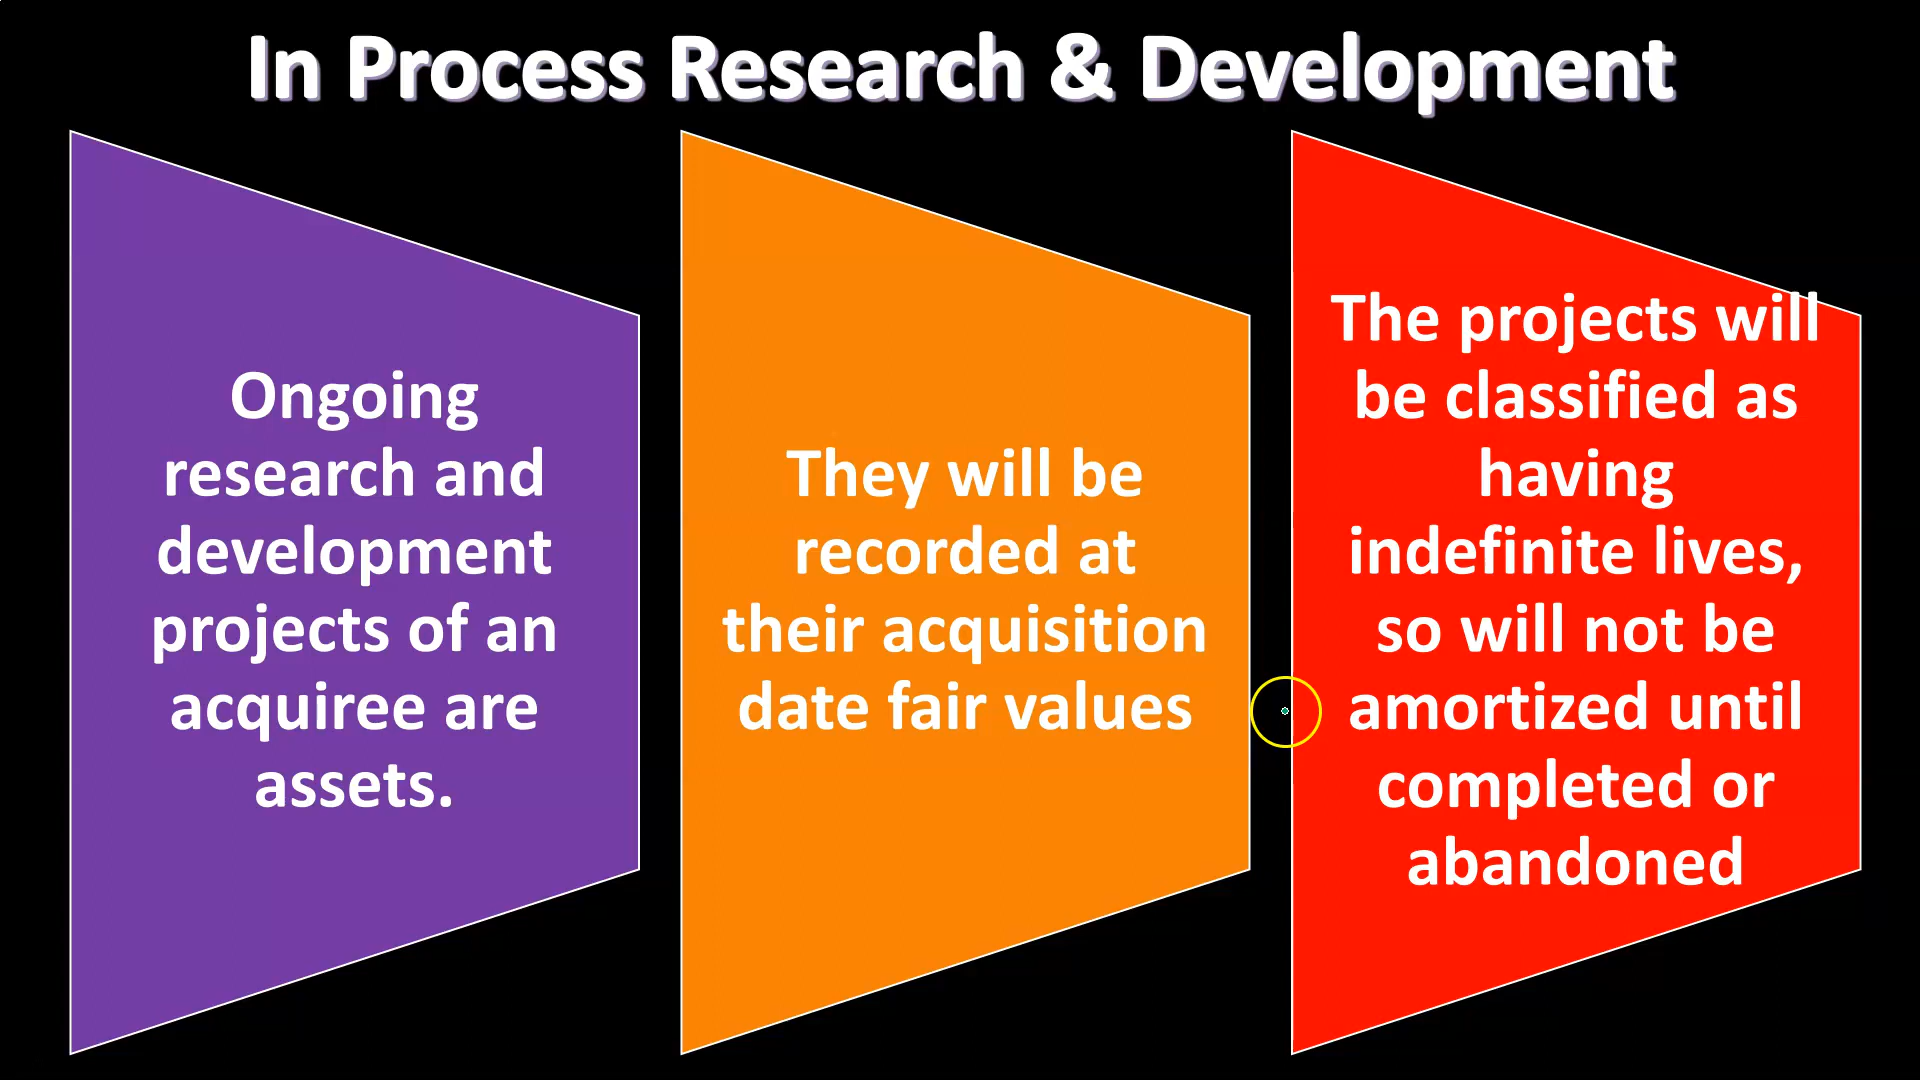 In Process Research & Development
Ongoing
research and
development
projects of an
acquiree are
assets.
They will be
recorded at
their acquisition
date fair values
The projects will
be classified as
having
indefinite lives,
so will not be
amortized until
completed or
abandoned